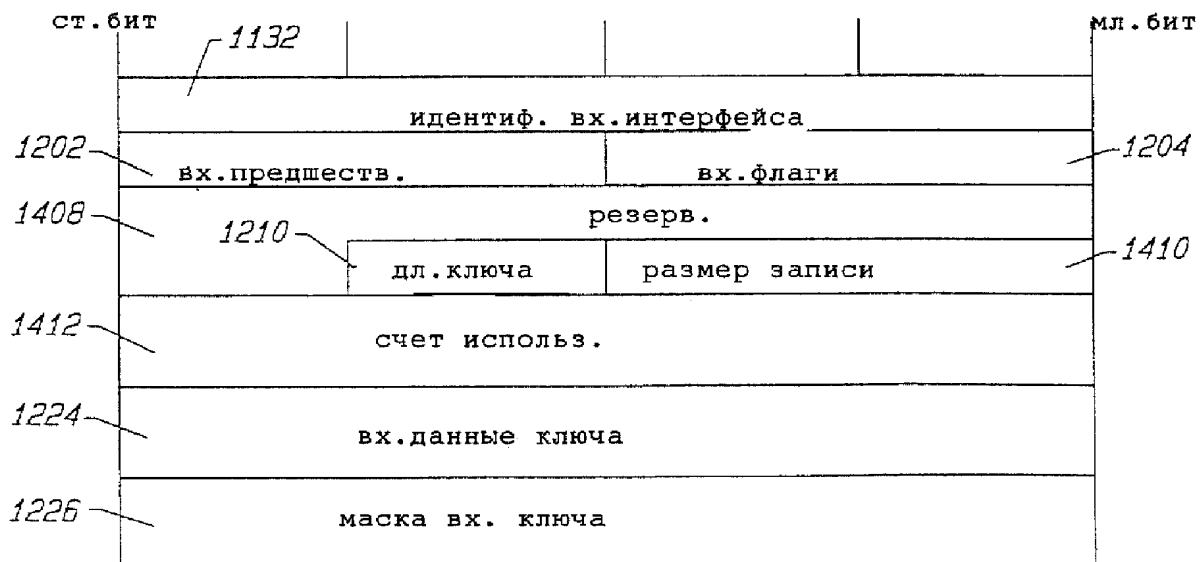 ст.бит мл.бит
1132
идентиф. вх.интерфейса
1202 вх.предшеств. вх.флаги 1204
1408 резерв.
1210 дл.ключа размер записи 1410
1412 счет использ.
1224 вх.данные ключа
1226 маска вх. ключа